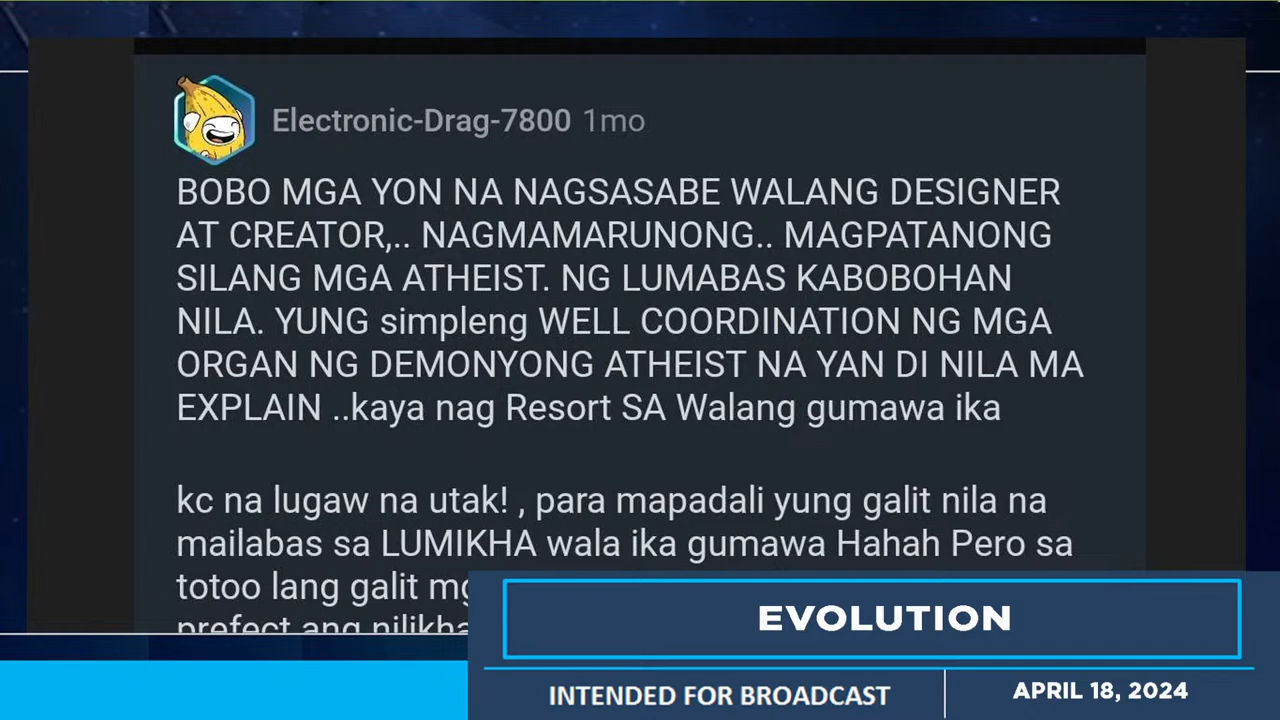 Electronic-Drag-7800 1mo
BOBO MGA YON NA NAGSASABE WALANG DESIGNER
AT CREATOR,.. NAGMAMARUNONG.. MAGPATANONG
SILANG MGA ATHEIST. NG LUMABAS KABOBOHAN
NILA. YUNG simpleng WELL COORDINATION NG MGA
ORGAN NG DEMONYONG ATHEIST NA YAN DI NILA MA
EXPLAIN ..kaya nag Resort SA Walang gumawa ika
kc na lugaw na utak! , para mapadali yung galit nila na
mailabas sa LUMIKHA wala ika gumawa Hahah Pero sa
totoo lang galit
prefect ang
EVOLUTION
INTENDED FOR BROADCAST
APRIL 18, 2024